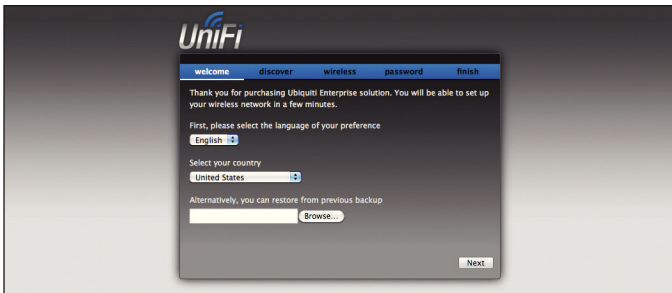 UniFi
welcome discover wireless password finish
Thank you for purchasing Ubiquiti Enterprise solution. You will be able to set up
your wireless network in a few minutes.
First, please select the language of your preference
English
Select your country
United States
Alternatively, you can restore from previous backup
Browse...
Next